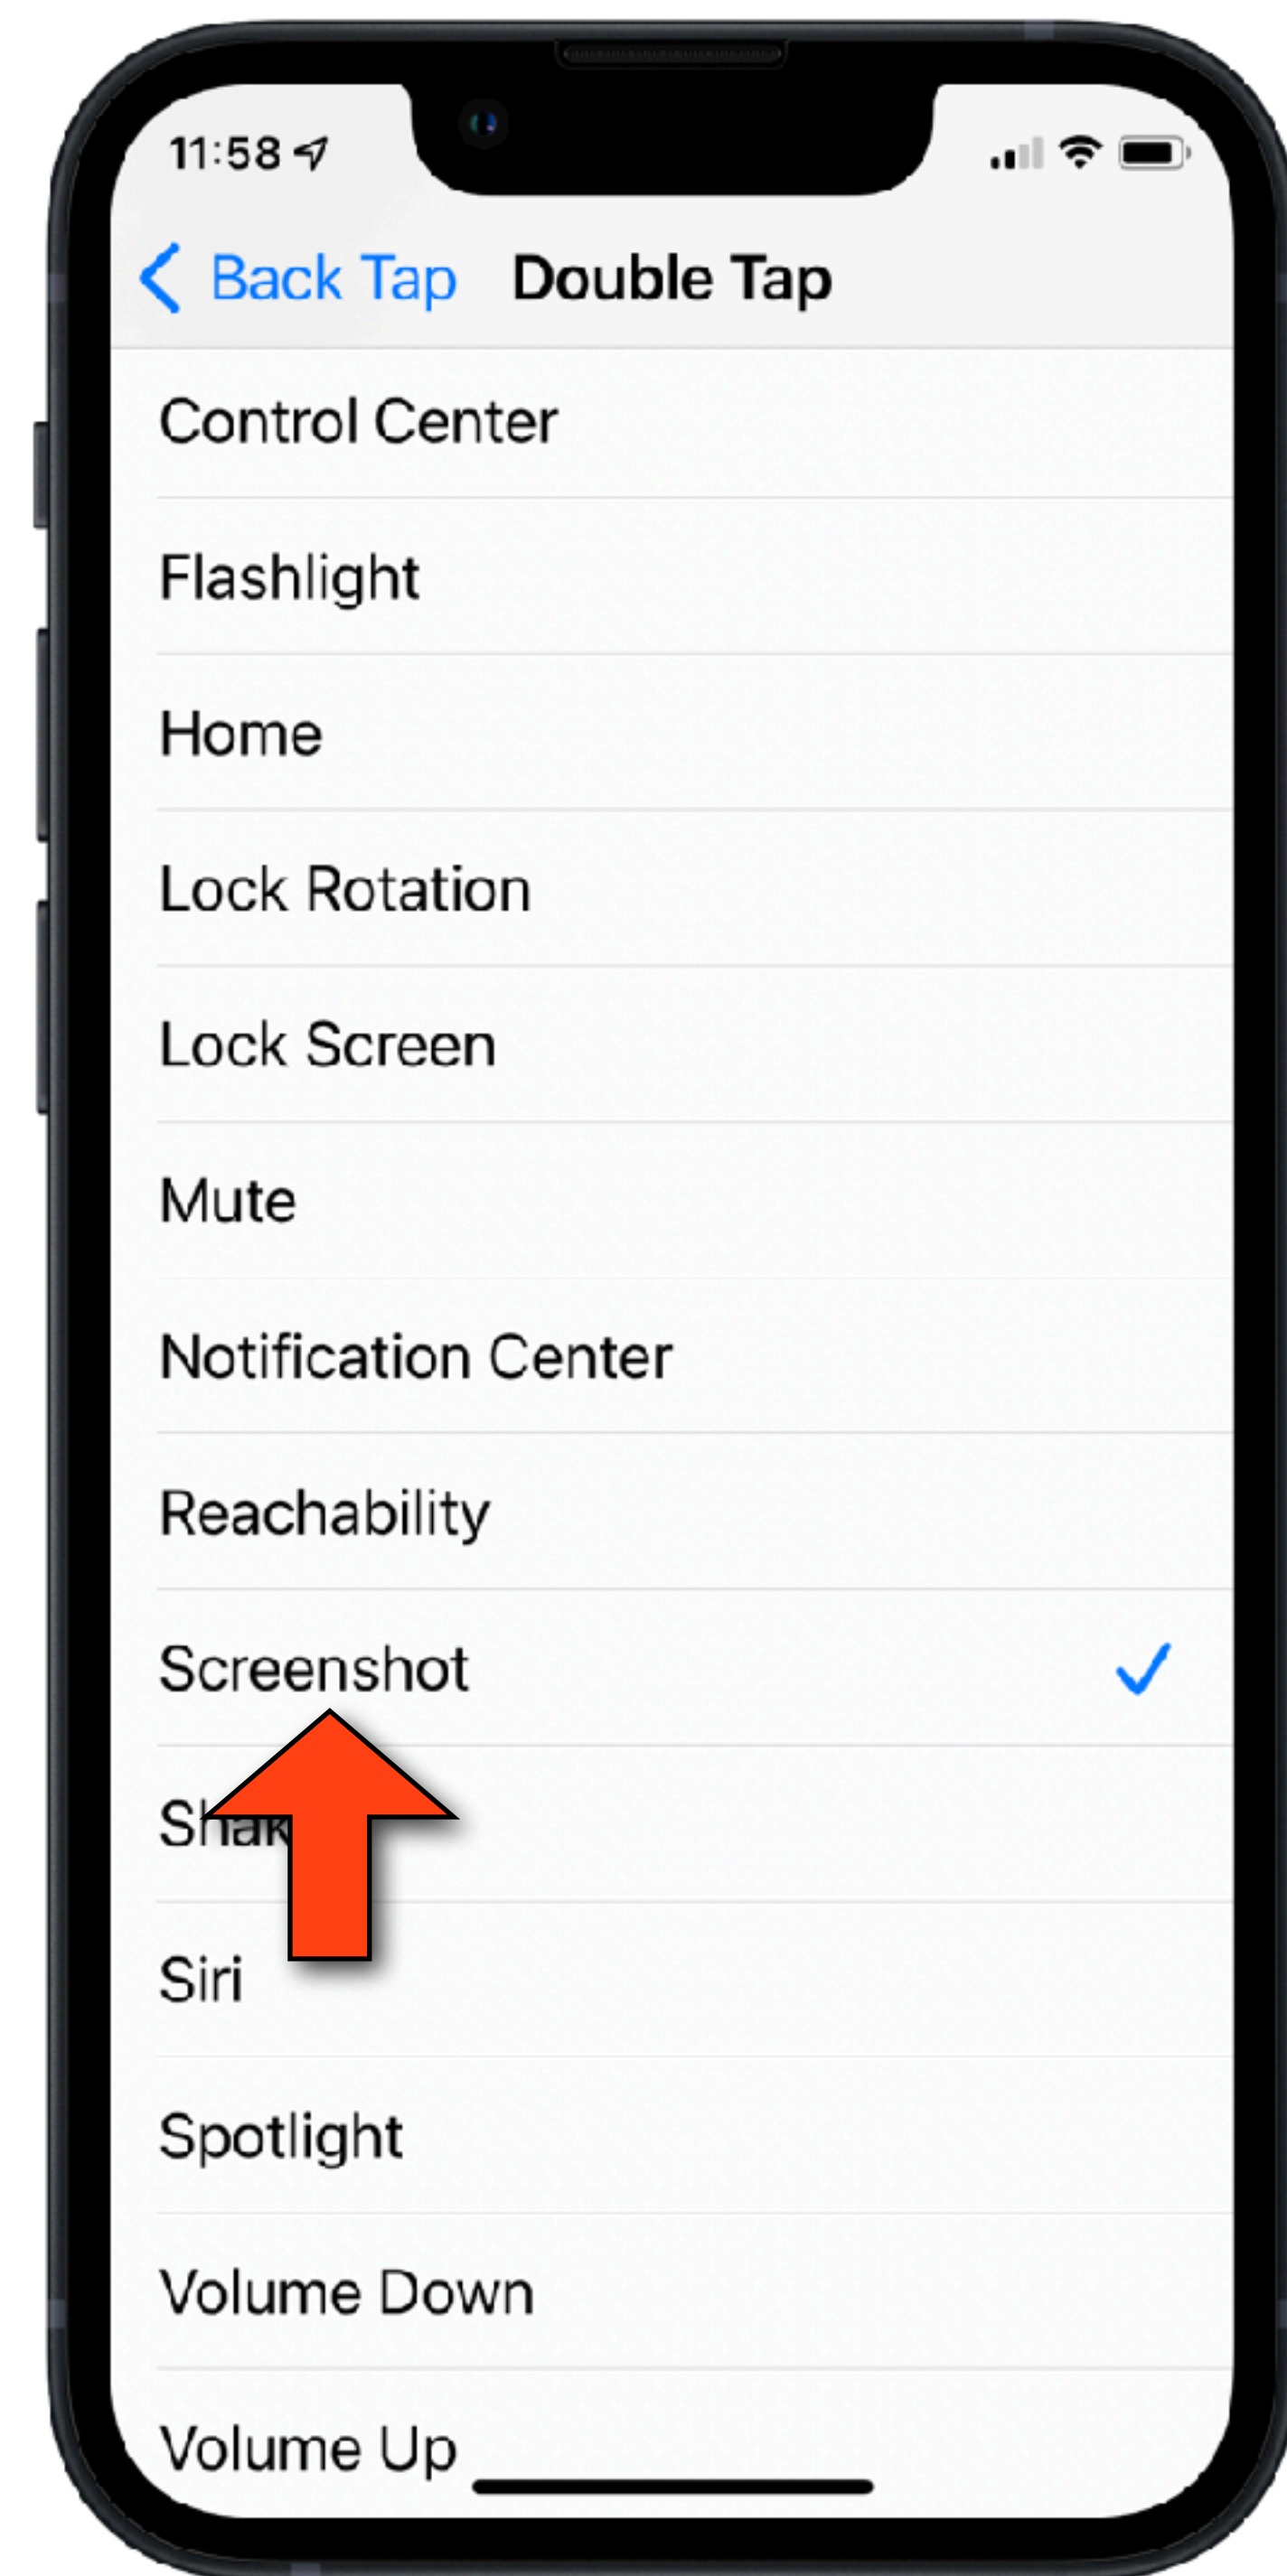 11:58
Back Tap Double Tap
Control Center
Flashlight
Home
Lock Rotation
Lock Screen
Mute
Notification Center
Reachability
Screenshot
Siri
Spotlight
Volume Down
Volume Up